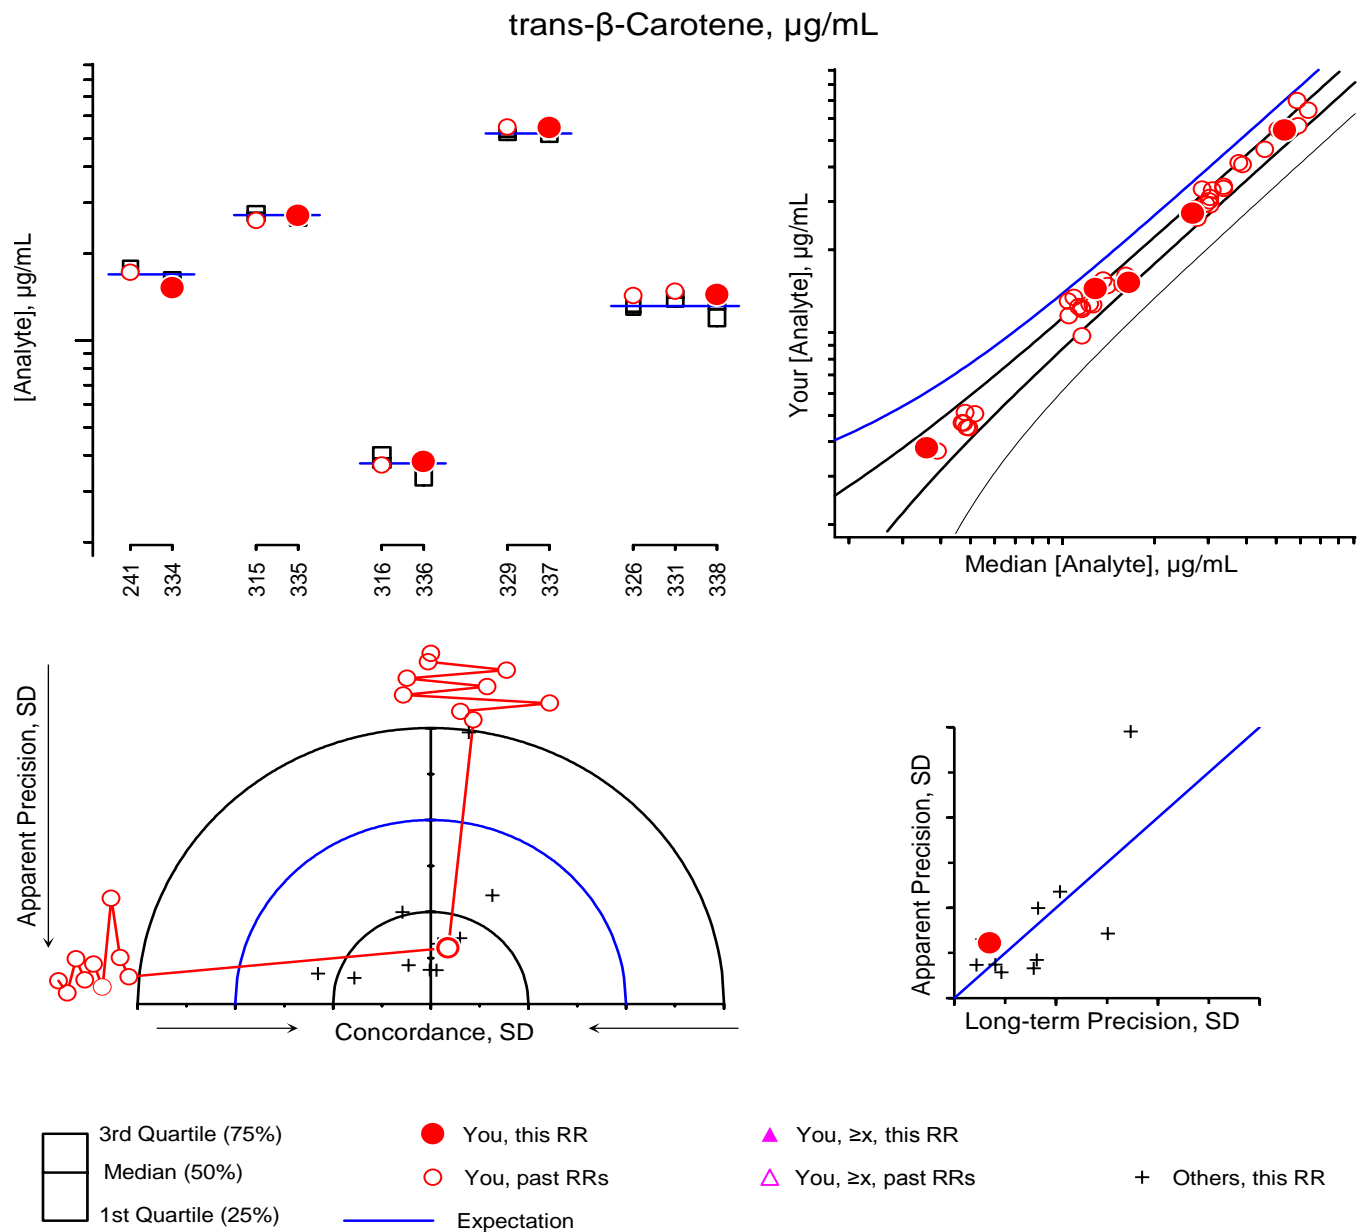 trans-β-Carotene, µg/mL
[Analyte], µg/mL
241
334
315
335
316
336
329
337
326
331
338
Your [Analyte], µg/mL
Median [Analyte], µg/mL
Apparent Precision, SD
Concordance, SD
Apparent Precision, SD
Long-term Precision, SD
3rd Quartile (75%)
Median (50%)
1st Quartile (25%)
You, this RR
You, past RRs
Expectation
You, ≥x, this RR
You, ≥x, past RRs
Others, this RR